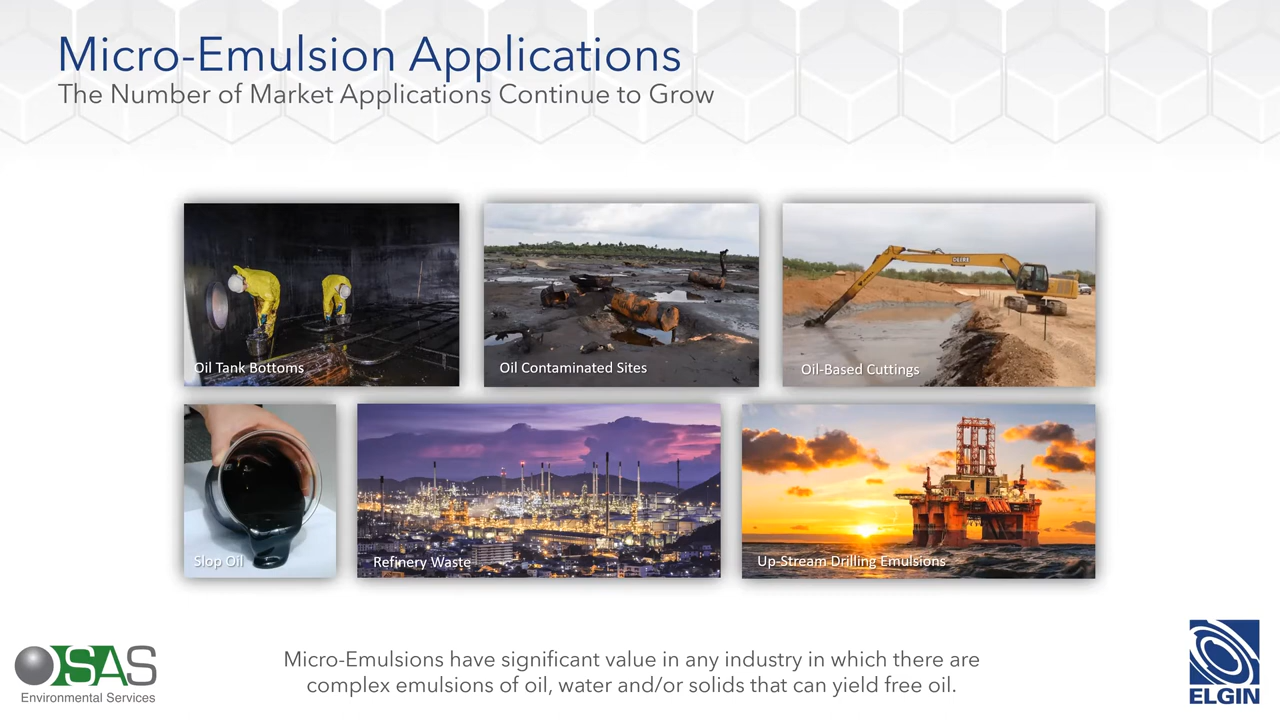 Micro-Emulsion Applications
The Number of Market Applications Continue to Grow
Oil Tank Bottoms
Oil Contaminated Sites
DEERE
Oil-Based Cuttings
Slop Oil
Refinery Waste
Up-Stream Drilling Emulsions
OSAS
Environmental Services
Micro-Emulsions have significant value in any industry in which there are
complex emulsions of oil, water and/or solids that can yield free oil.
ELGIN